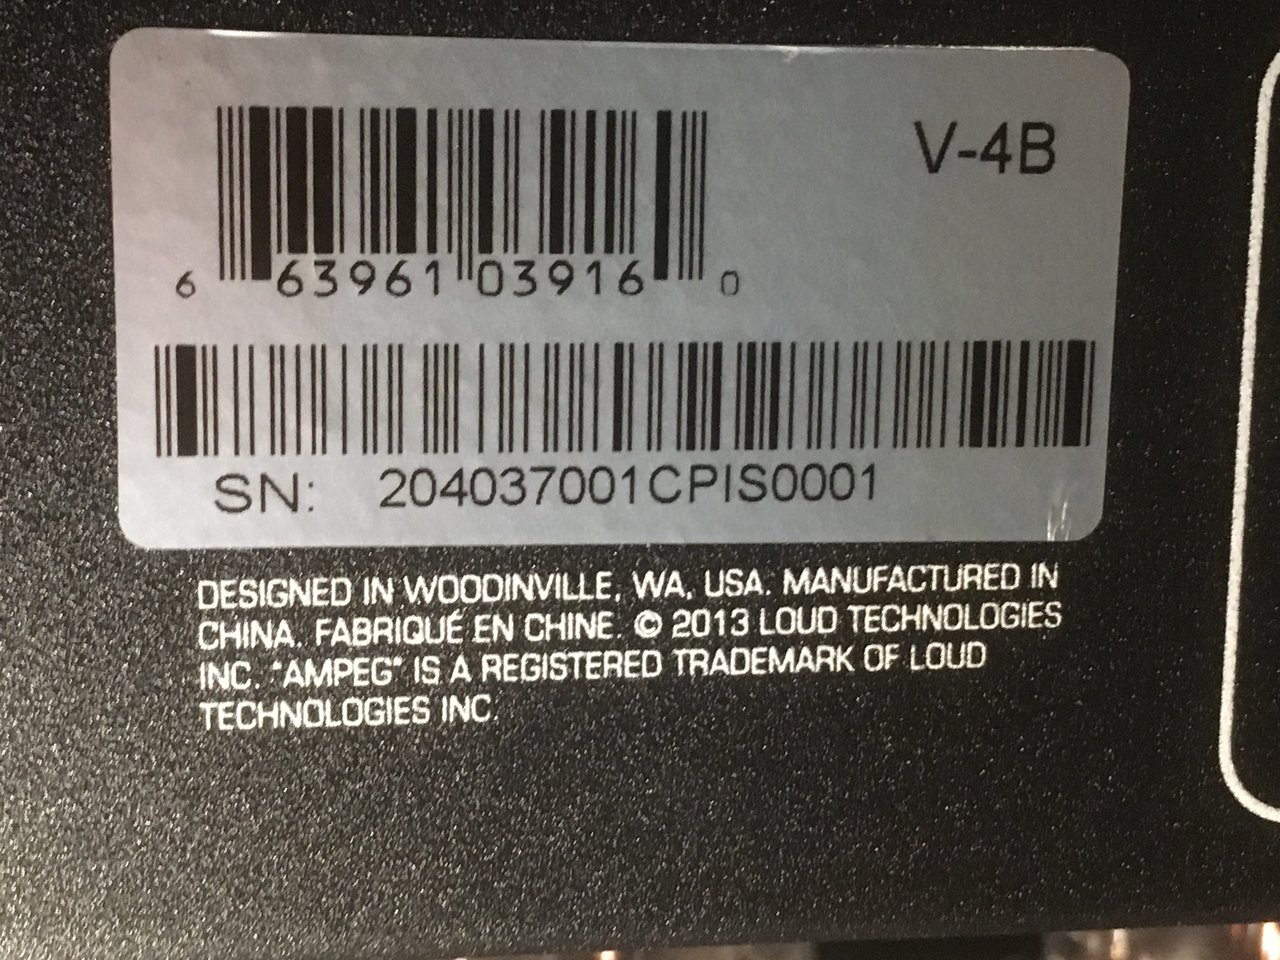 V-4B
6 63961 03916 0
SN: 204037001CPIS0001
DESIGNED IN WOODINVILLE, WA, USA. MANUFACTURED IN
CHINA. FABRIQUÉ EN CHINE. © 2013 LOUD TECHNOLOGIES
INC. "AMPEG" IS A REGISTERED TRADEMARK OF LOUD
TECHNOLOGIES INC.